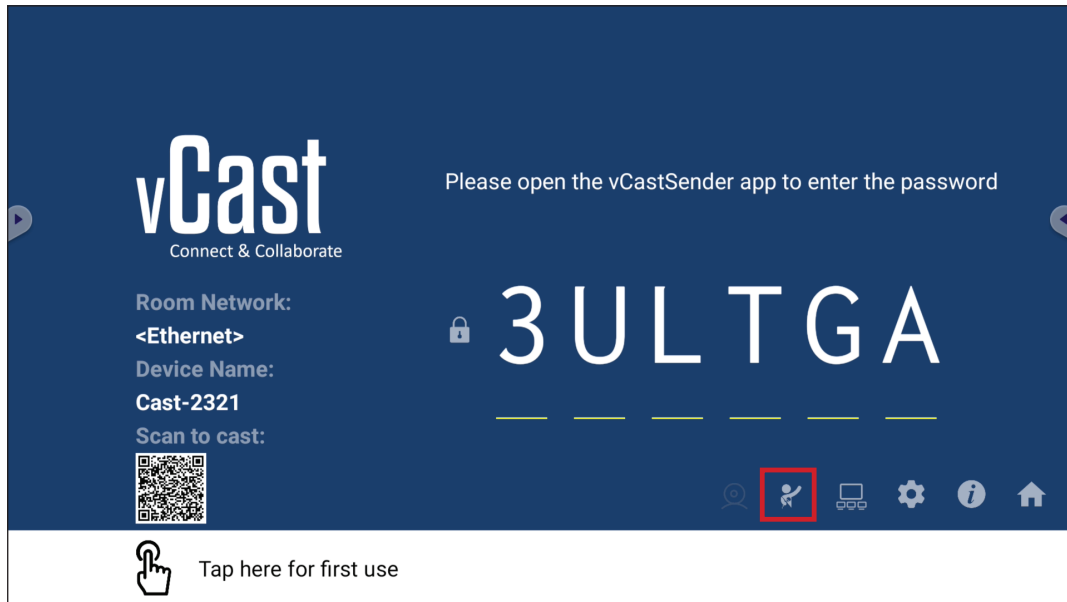 vCast
Connect & Collaborate
Please open the vCastSender app to enter the password
Room Network:
<Ethernet>
Device Name:
Cast-2321
Scan to cast:
3ULTGA
Tap here for first use